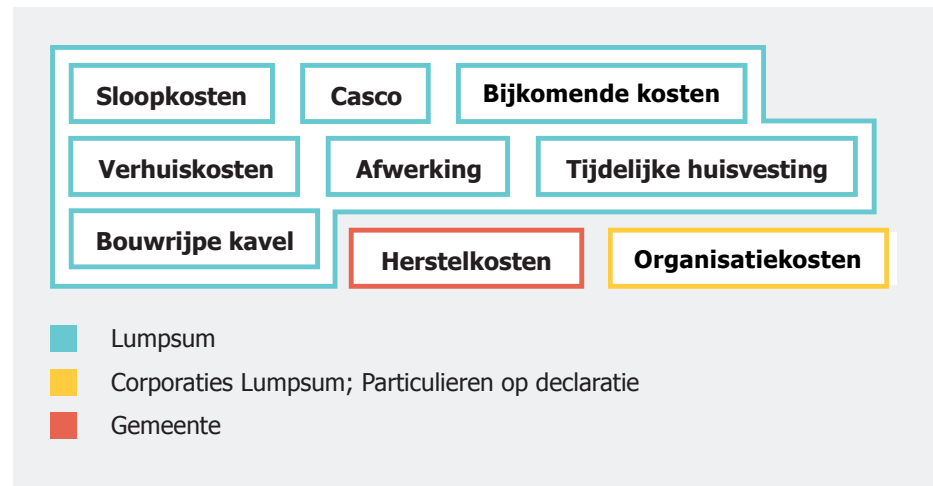 Sloopkosten Casco Bijkomende kosten
Verhuiskosten Afwerking Tijdelijke huisvesting
Bouwrijpe kavel Herstelkosten Organisatiekosten
Lumpsum
Corporaties Lumpsum; Particulieren op declaratie
Gemeente